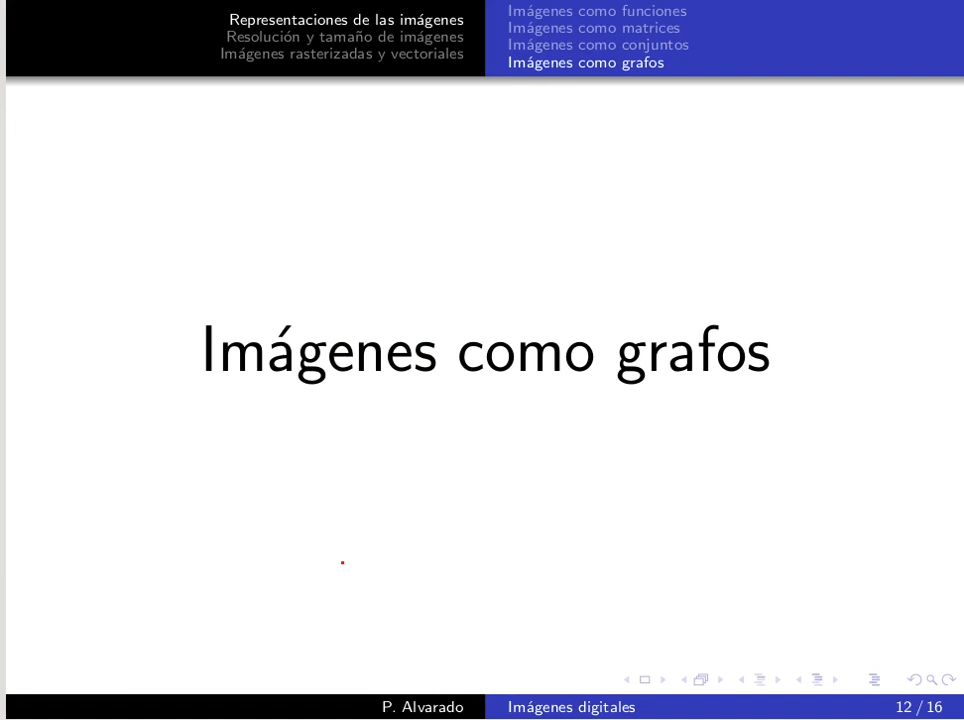 Representaciones de las imágenes
Resolución y tamaño de imágenes
Imágenes rasterizadas y vectoriales
Imágenes como funciones
Imágenes como matrices
Imágenes como conjuntos
Imágenes como grafos
Imágenes como grafos
P. Alvarado
Imágenes digitales
12 / 16